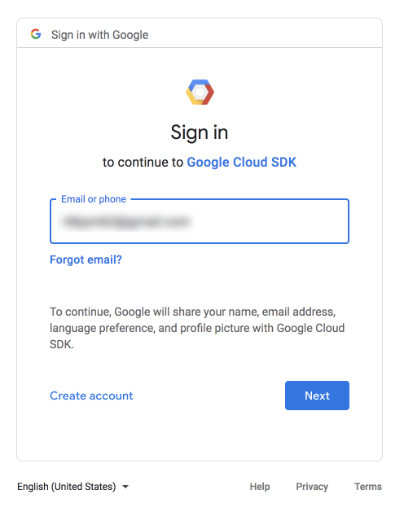 Sign in with Google
Sign in
to continue to Google Cloud SDK
Email or phone
Forgot email?
To continue, Google will share your name, email address,
language preference, and profile picture with Google Cloud
SDK.
Create account
Next
English (United States)
Help
Privacy
Terms